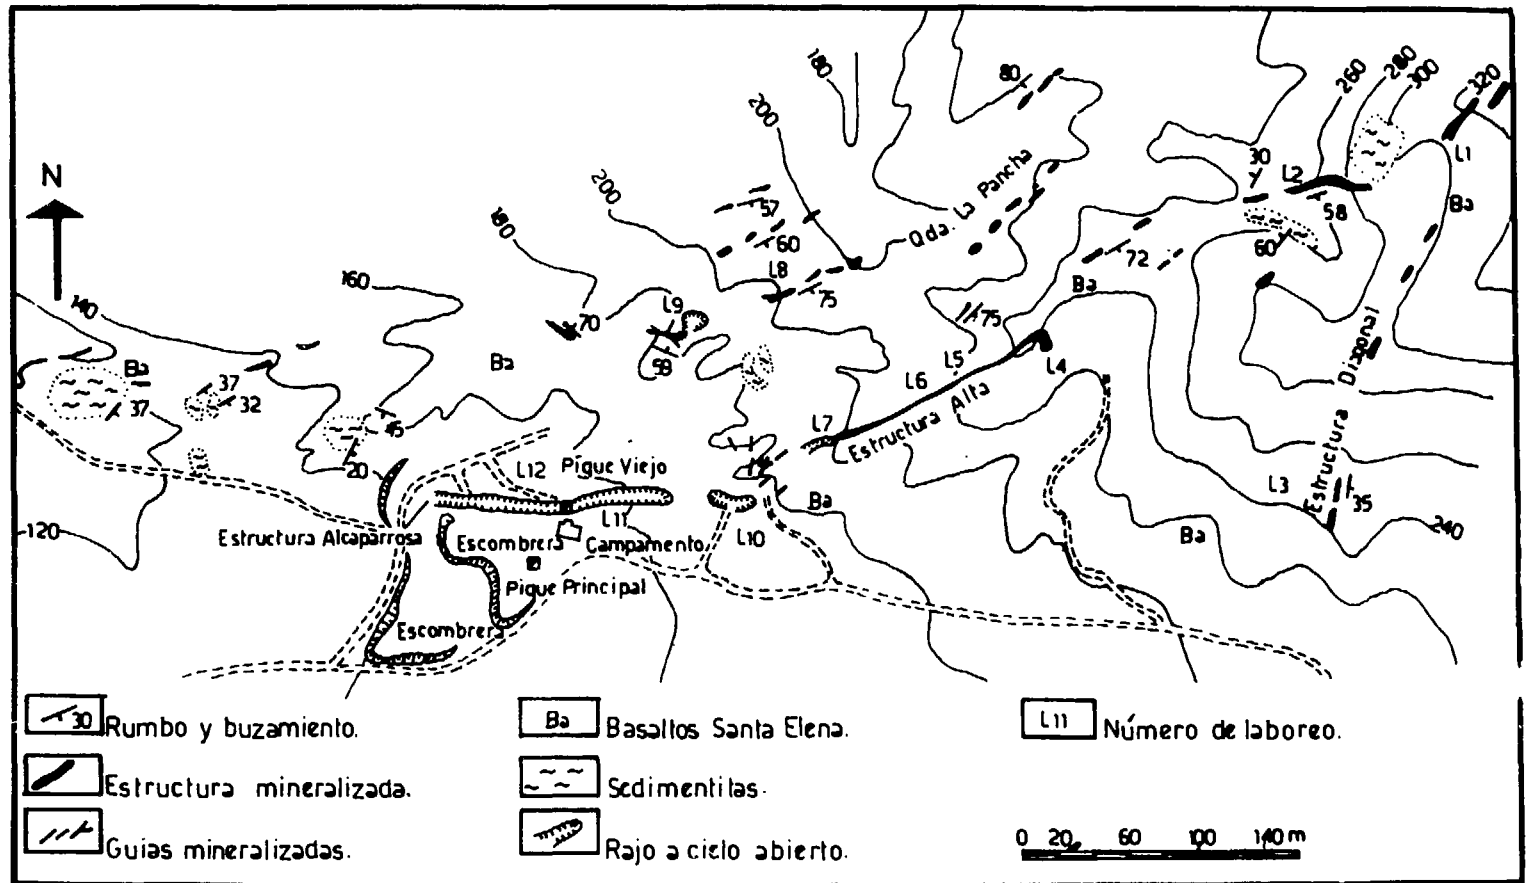 N
140
160
180
200
200
180
80
260
280
300
320
L1
L2
30
58
60
Ba
Qda. La Pancha
57
60
L8
75
72
Ba
75
L9
59
70
Ba
Ba
37
37
32
45
20
L5
L6
L4
L7
Estructura Alta
Estructura Diagonal
L3
35
240
Ba
Ba
L12
Pique Viejo
L11
L10
Estructura Alcaparrosa
Escombrera
Campamento
Pique Principal
Escombrera
120
30 Rumbo y buzamiento.
Estructura mineralizada.
Guias mineralizadas.
Ba Basaltos Santa Elena.
Sedimentitas.
Rajo a cielo abierto.
L11 Número de laboreo.
0 20 60 100 140 m